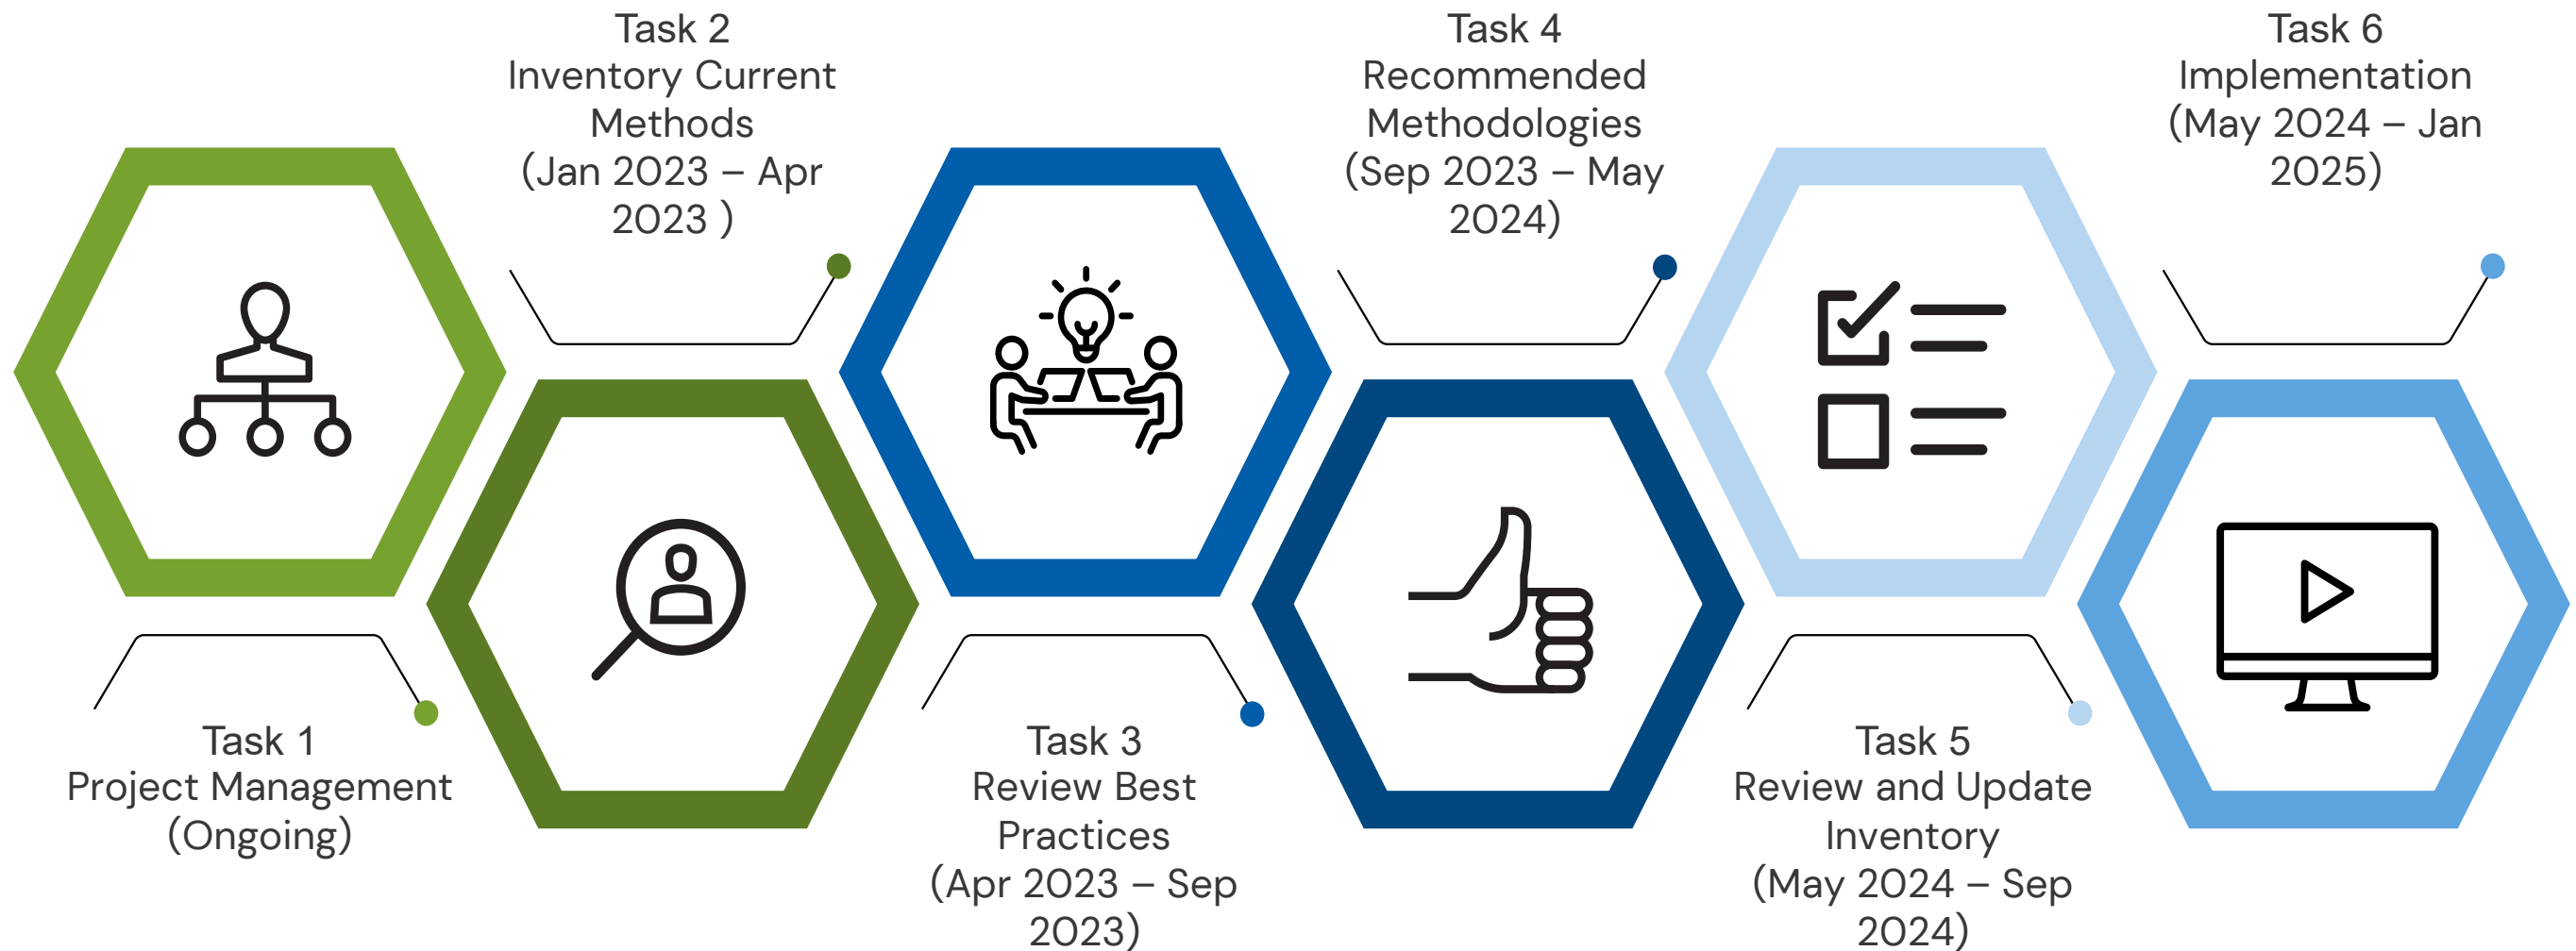 Task 1
Project Management
(Ongoing)
Task 2
Inventory Current
Methods
(Jan 2023 – Apr
2023 )
Task 3
Review Best
Practices
(Apr 2023 – Sep
2023)
Task 4
Recommended
Methodologies
(Sep 2023 – May
2024)
Task 5
Review and Update
Inventory
(May 2024 – Sep
2024)
Task 6
Implementation
(May 2024 – Jan
2025)